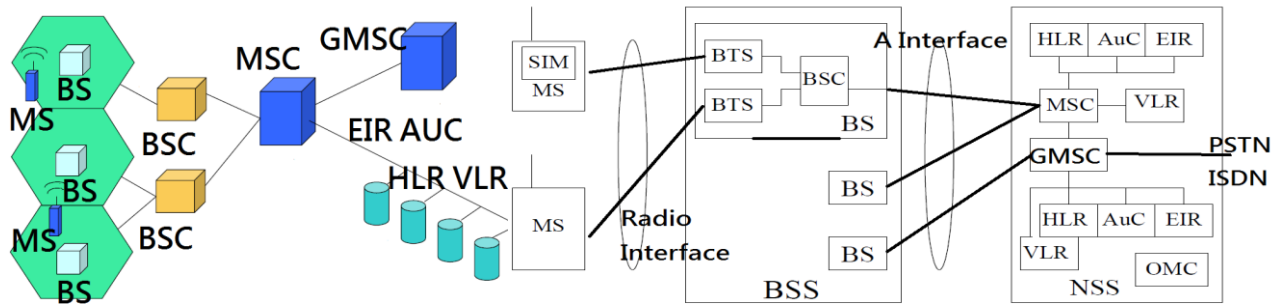 BS
MS
BS
BS
MS
BS
BSC
BSC
MSC
GMSC
EIR AUC
HLR VLR
SIM
MS
MS
Radio
Interface
BTS
BTS
BSC
BS
BS
BS
BSS
A Interface
HLR AuC EIR
MSC
VLR
GMSC
PSTN
ISDN
HLR AuC EIR
VLR
OMC
NSS